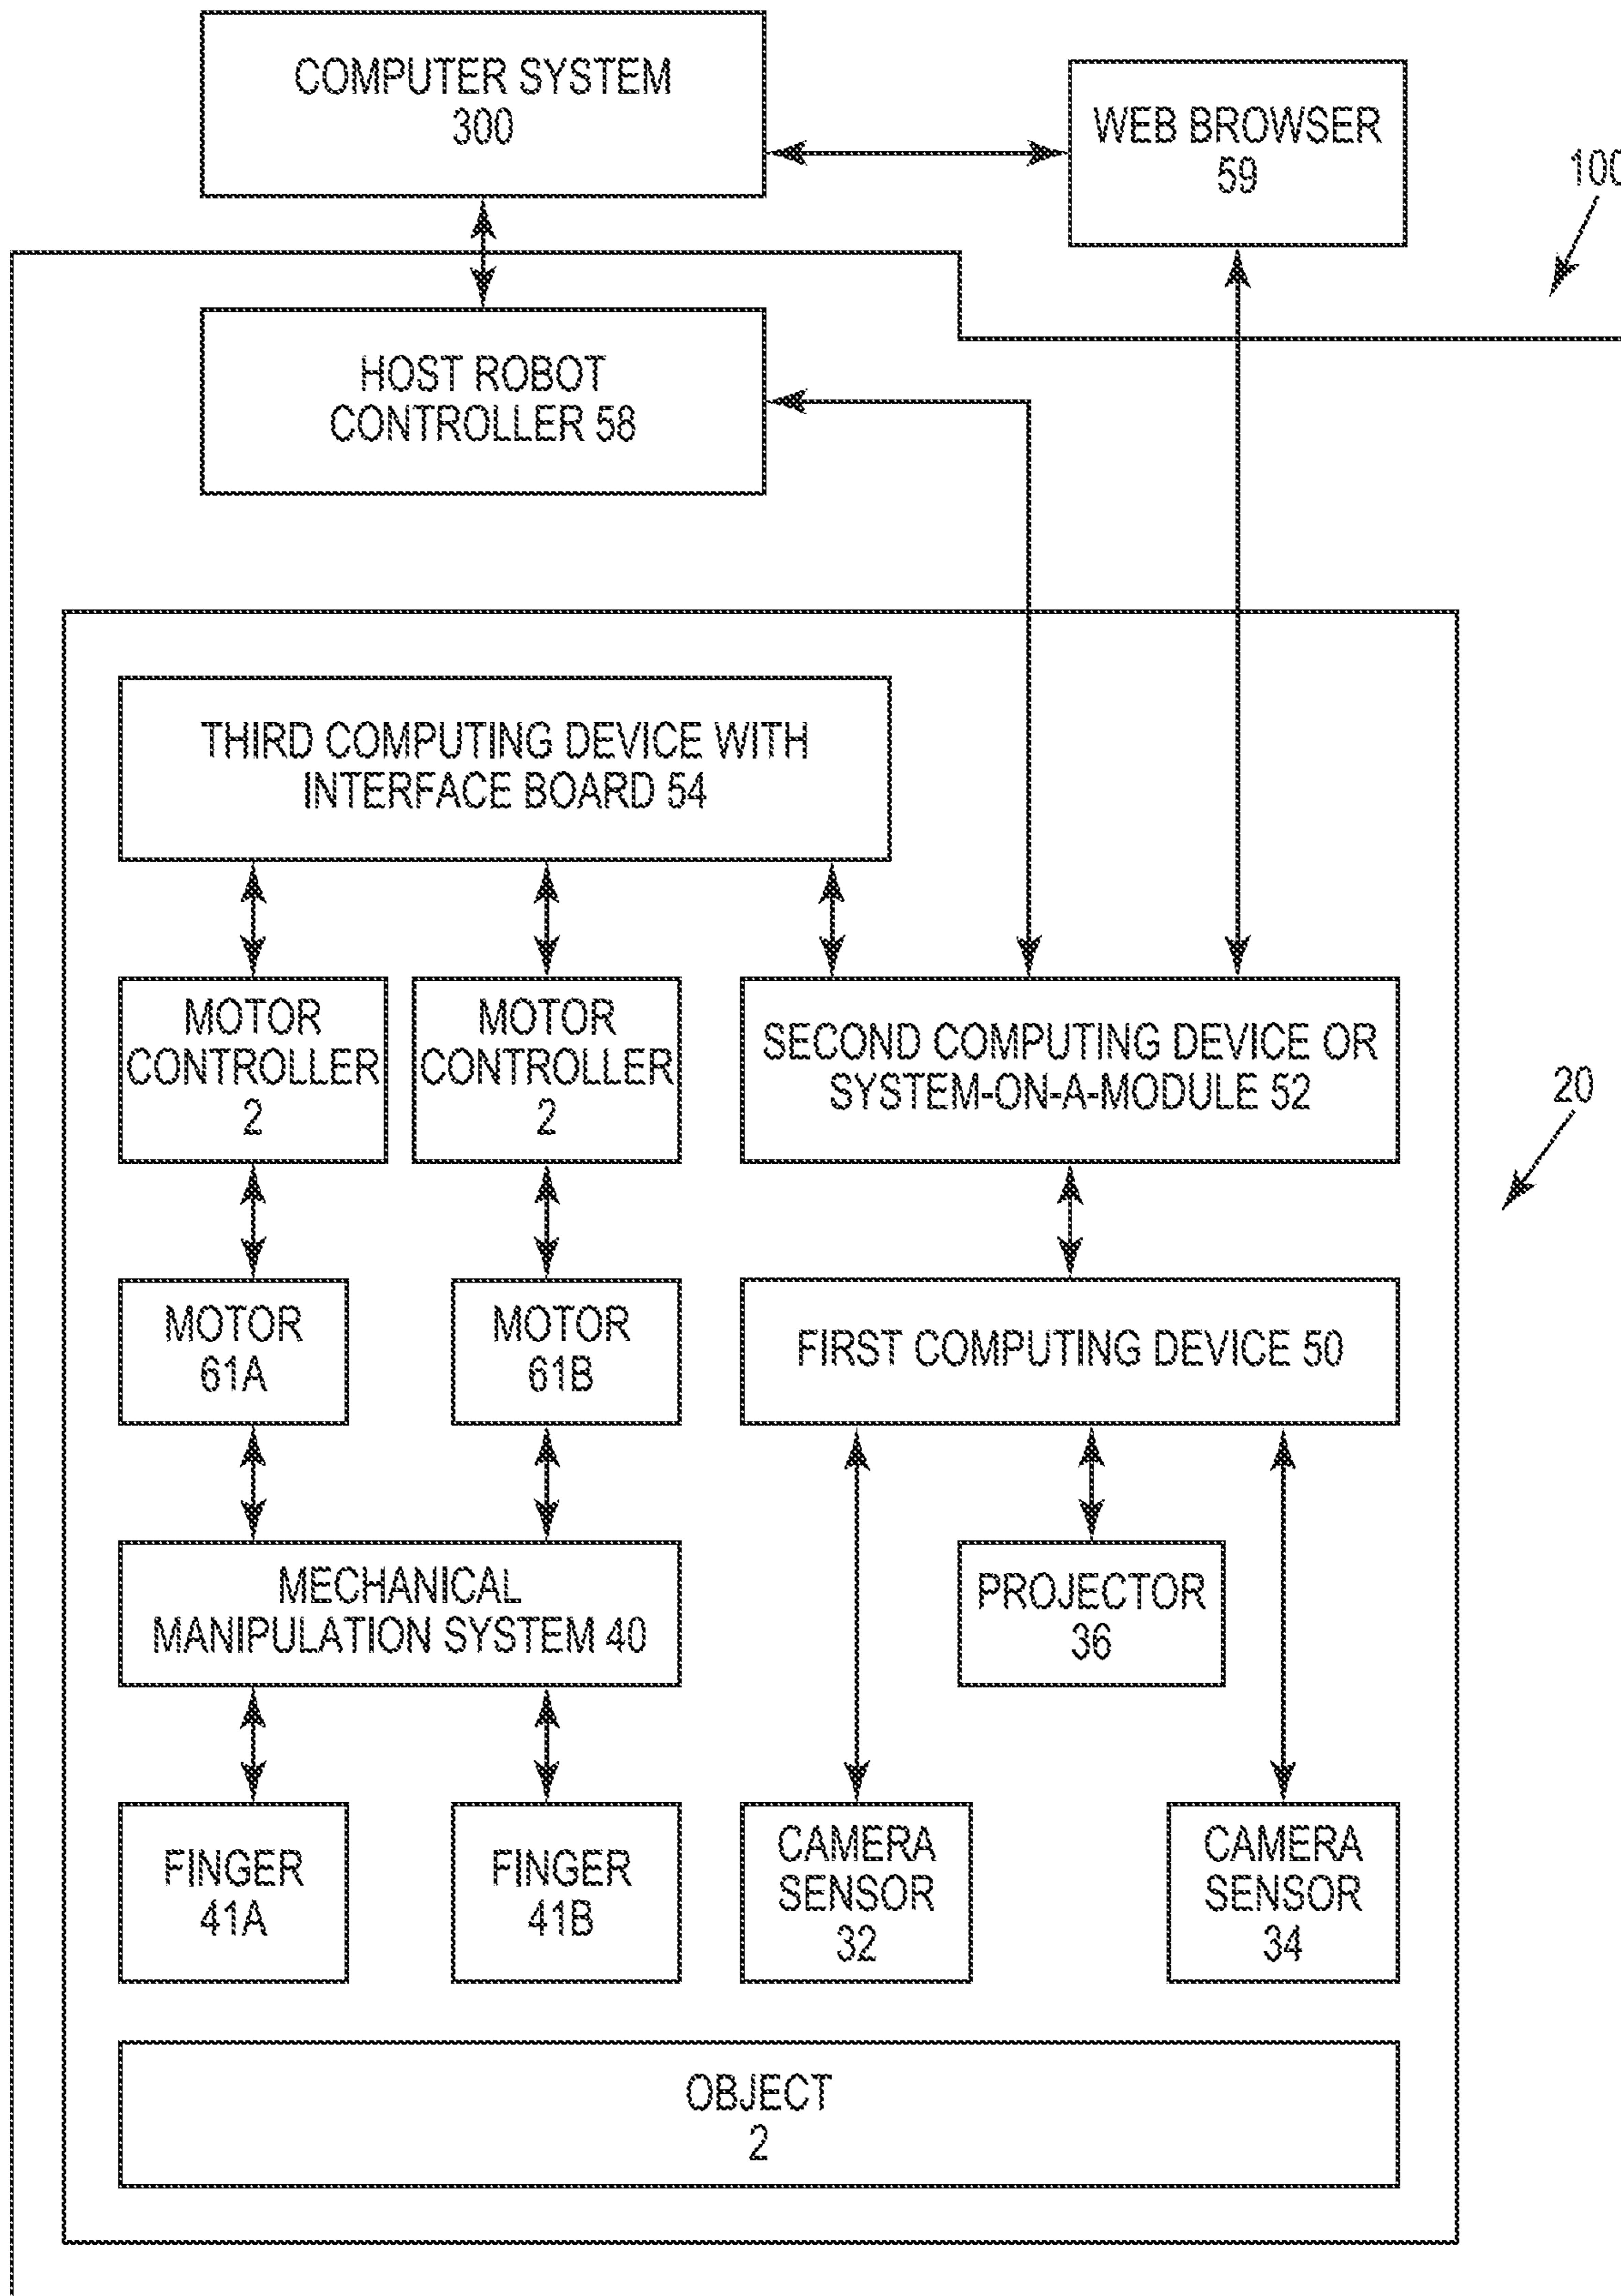 COMPUTER SYSTEM
300
WEB BROWSER
59
100
HOST ROBOT
CONTROLLER 58
THIRD COMPUTING DEVICE WITH
INTERFACE BOARD 54
MOTOR
CONTROLLER
2
MOTOR
CONTROLLER
2
SECOND COMPUTING DEVICE OR
SYSTEM-ON-A-MODULE 52
20
MOTOR
61A
MOTOR
61B
FIRST COMPUTING DEVICE 50
MECHANICAL
MANIPULATION SYSTEM 40
PROJECTOR
36
FINGER
41A
FINGER
41B
CAMERA
SENSOR
32
CAMERA
SENSOR
34
OBJECT
2